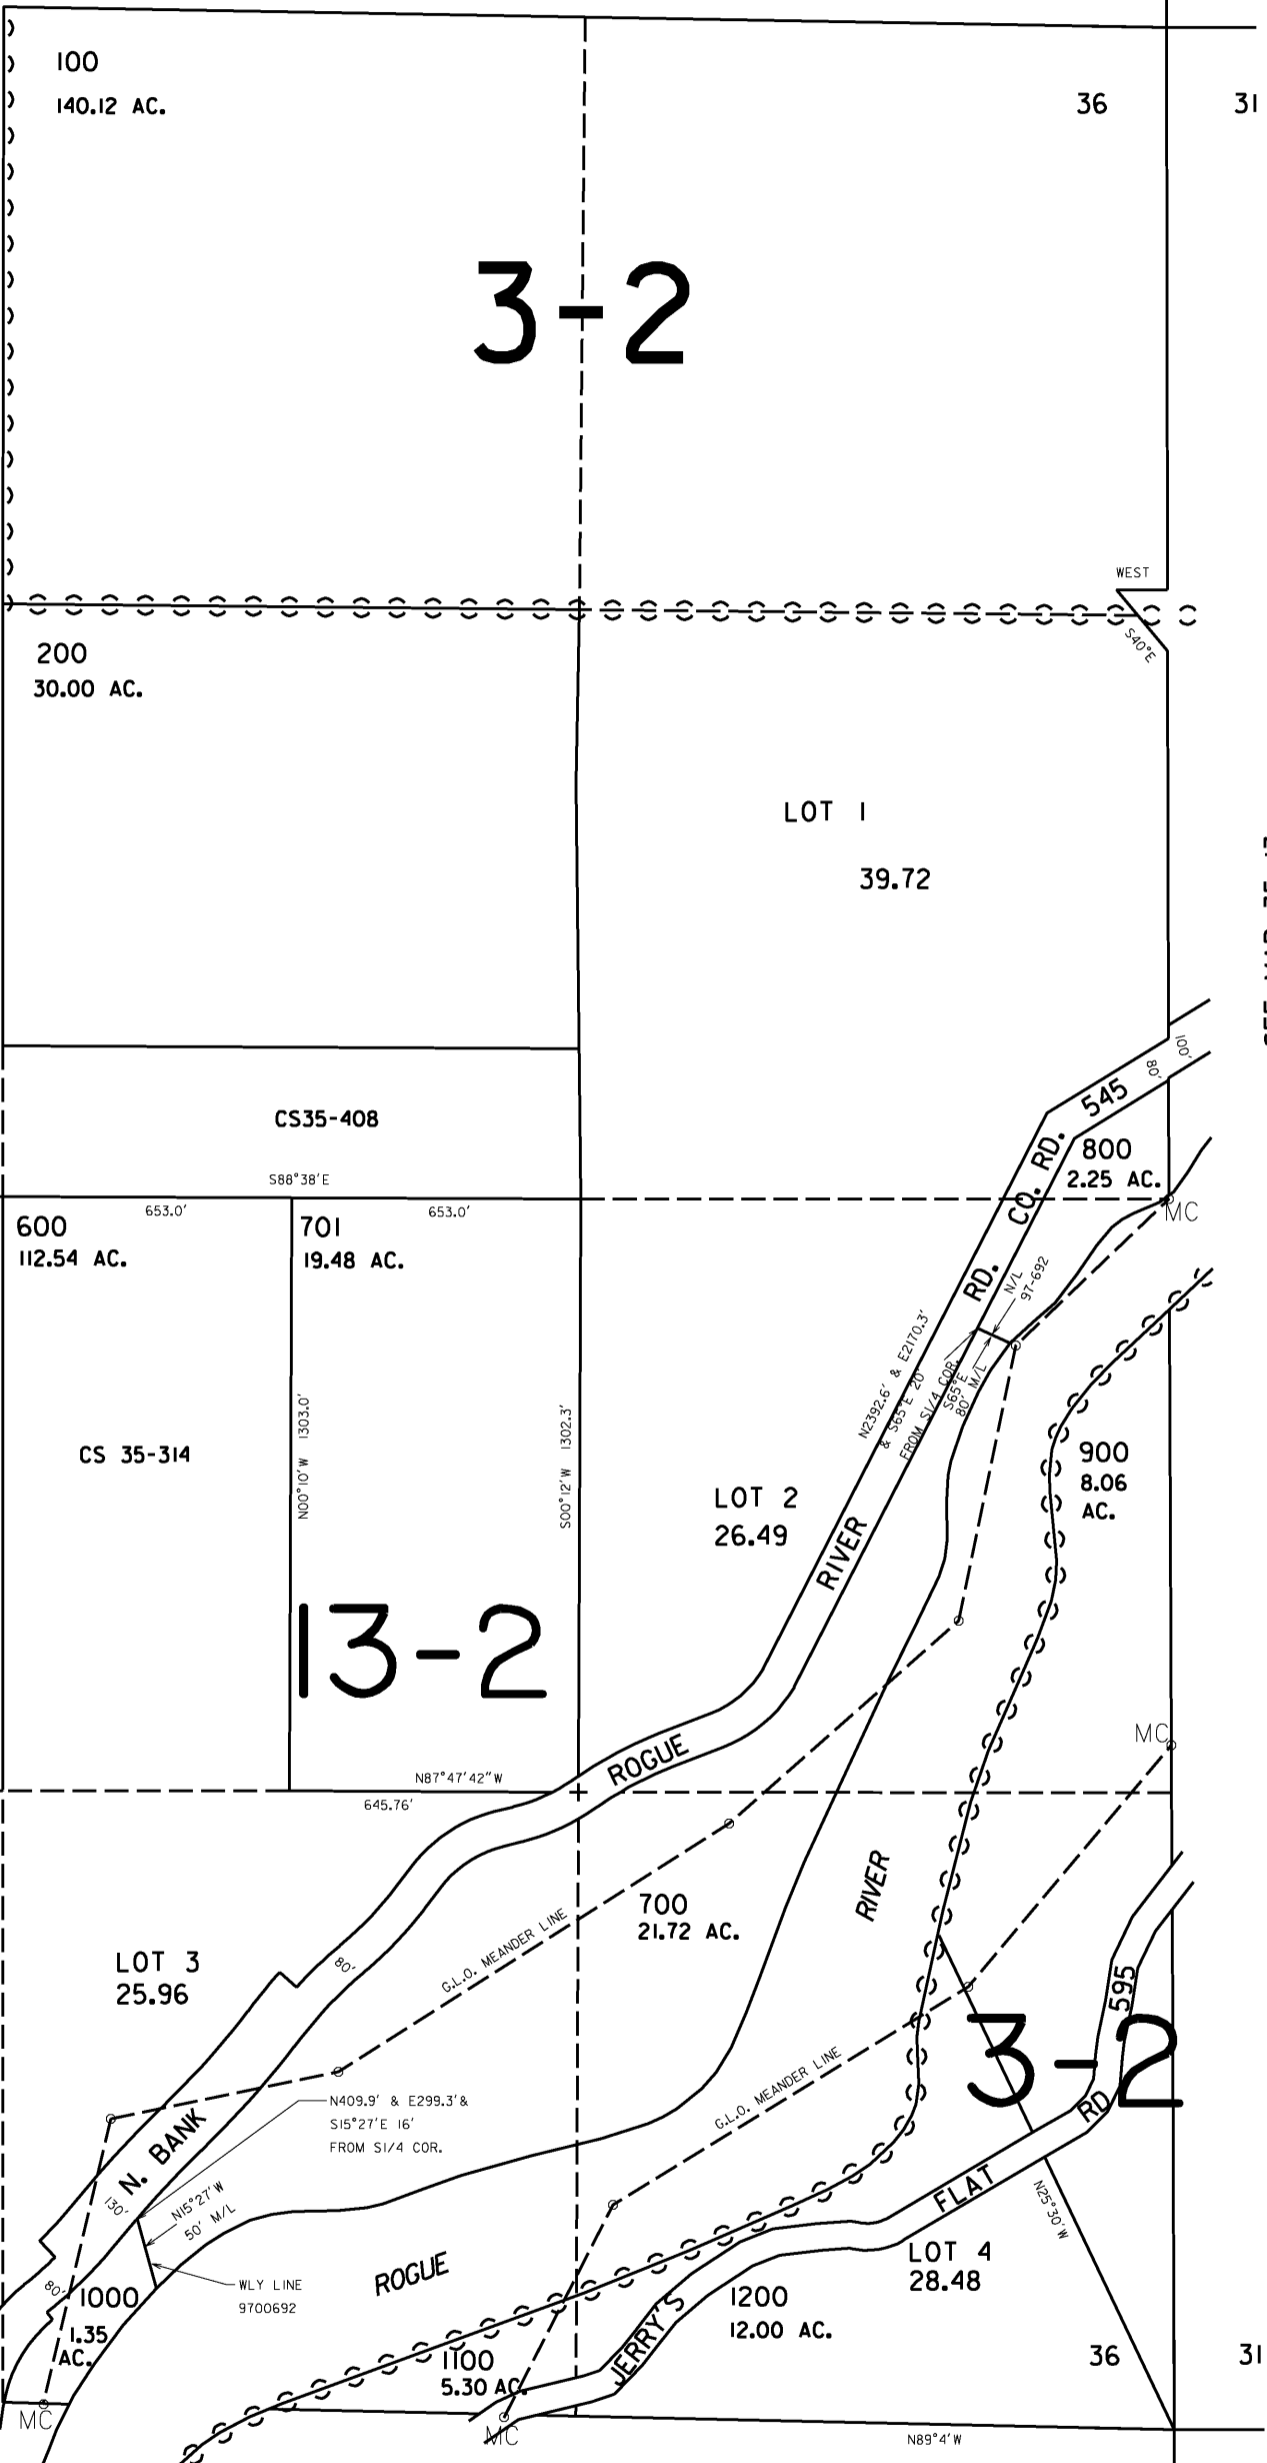 100
140.12 AC.
36
31
3-2
WEST
S40°E
200
30.00 AC.
LOT 1
39.72
100'
80'
545
CS35-408
CO. RD.
800
2.25 AC.
S88°38'E
MC
653.0'
653.0'
600
112.54 AC.
701
19.48 AC.
RD.
N/L
97-692
N2392.6' & E2170.3'
& S65°E 20'
FROM S1/4 COR.
S65°E
80' M/L
N00°10'W 1303.0'
S00°12'W 1302.3'
CS 35-314
900
8.06
AC.
LOT 2
26.49
RIVER
13-2
MC
ROGUE
N87°47'42"W
645.76'
RIVER
700
21.72 AC.
G.L.O. MEANDER LINE
LOT 3
25.96
80'
595
3-2
G.L.O. MEANDER LINE
N409.9' & E299.3'&
S15°27'E 16'
FROM S1/4 COR.
N. BANK
RD
130'
N15°27'W
50' M/L
FLAT
N25°30'W
LOT 4
28.48
ROGUE
80'
1000
1.35
AC.
WLY LINE
9700692
1200
12.00 AC.
JERRY'S
1100
5.30 AC.
36
31
MC
MC
N89°4'W